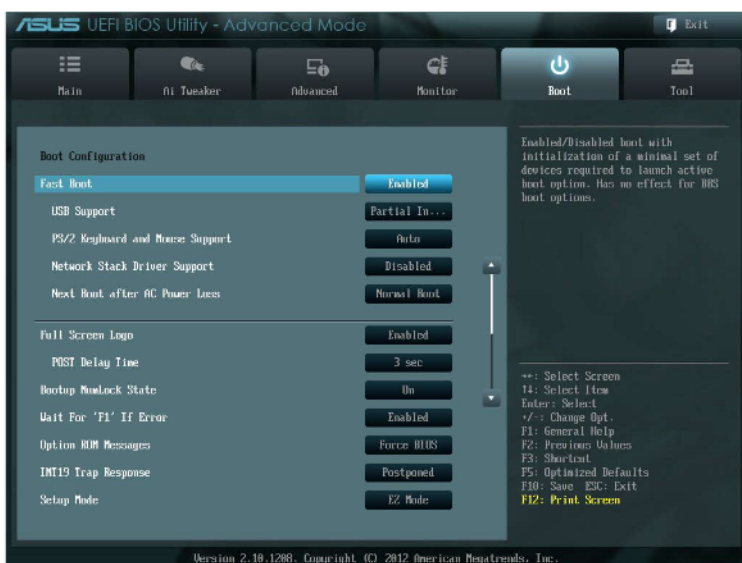 ASUS UEFI BIOS Utility - Advanced Mode
Exit
Main
Ai Tweaker
Advanced
Monitor
Boot
Tool
Boot Configuration
Fast Boot
Enabled
USB Support
Partial In...
PS/2 Keyboard and Mouse Support
Auto
Network Stack Driver Support
Disabled
Next Boot after AC Power Loss
Normal Boot
Full Screen Logo
Enabled
POST Delay Time
3 sec
Bootup NumLock State
On
Wait For 'F1' If Error
Enabled
Option ROM Messages
Force BIOS
INT19 Trap Response
Postponed
Setup Mode
EZ Mode
Enabled/Disabled boot with
initialization of a minimal set of
devices required to launch active
boot option. Has no effect for BBS
boot options.
→←: Select Screen
↑↓: Select Item
Enter: Select
+/-: Change Opt.
F1: General Help
F2: Previous Values
F3: Shortcut
F5: Optimized Defaults
F10: Save ESC: Exit
F12: Print Screen
Version 2.10.1208. Copyright (C) 2012 American Megatrends, Inc.